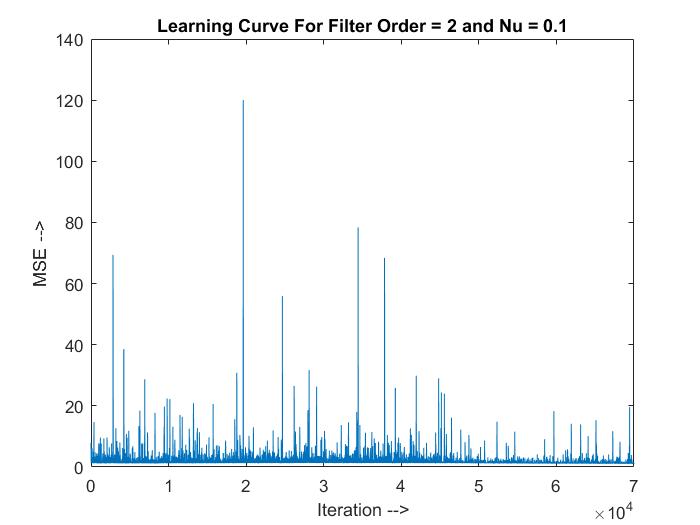 Learning Curve For Filter Order = 2 and Nu = 0.1
140
120
100
80
60
40
20
0
MSE -->
0 1 2 3 4 5 6 7
Iteration -->
×10^4